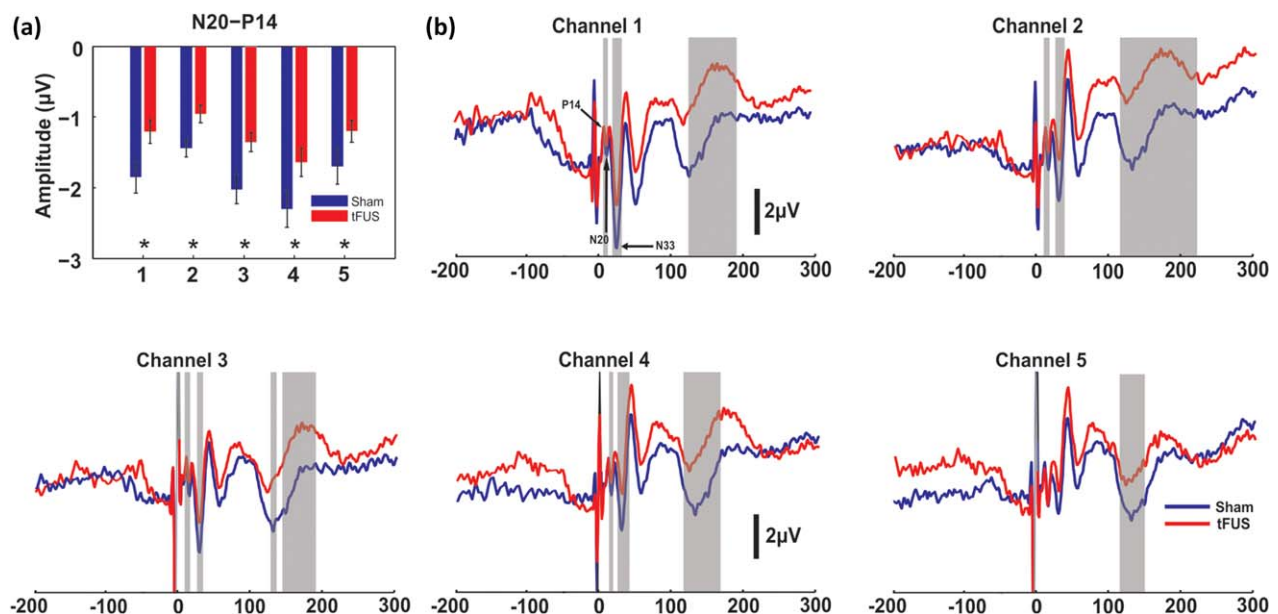 (a)
N20−P14
Amplitude (μV)
0
−1
−2
−3
Sham
tFUS
* * * * *
1 2 3 4 5
(b)
Channel 1
P14
N20
N33
2μV
-200 -100 0 100 200 300
Channel 2
-200 -100 0 100 200 300
Channel 3
-200 -100 0 100 200 300
Channel 4
2μV
-200 -100 0 100 200 300
Channel 5
Sham
tFUS
-200 -100 0 100 200 300